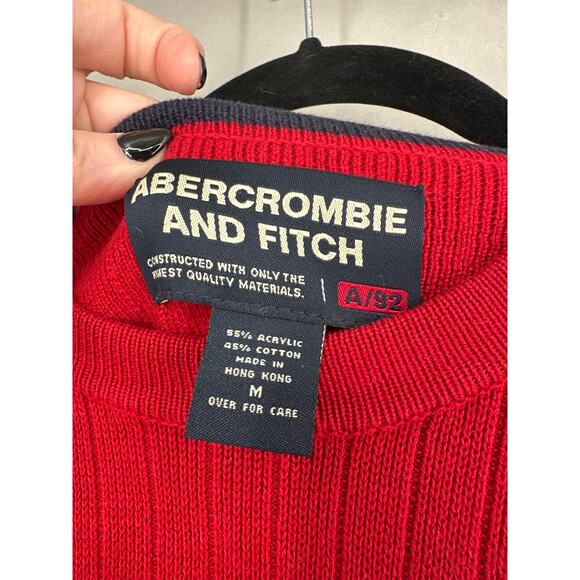 ABERCROMBIE
AND FITCH
CONSTRUCTED WITH ONLY THE
FINEST QUALITY MATERIALS.
A/92
55% ACRYLIC
45% COTTON
MADE IN
HONG KONG
M
OVER FOR CARE